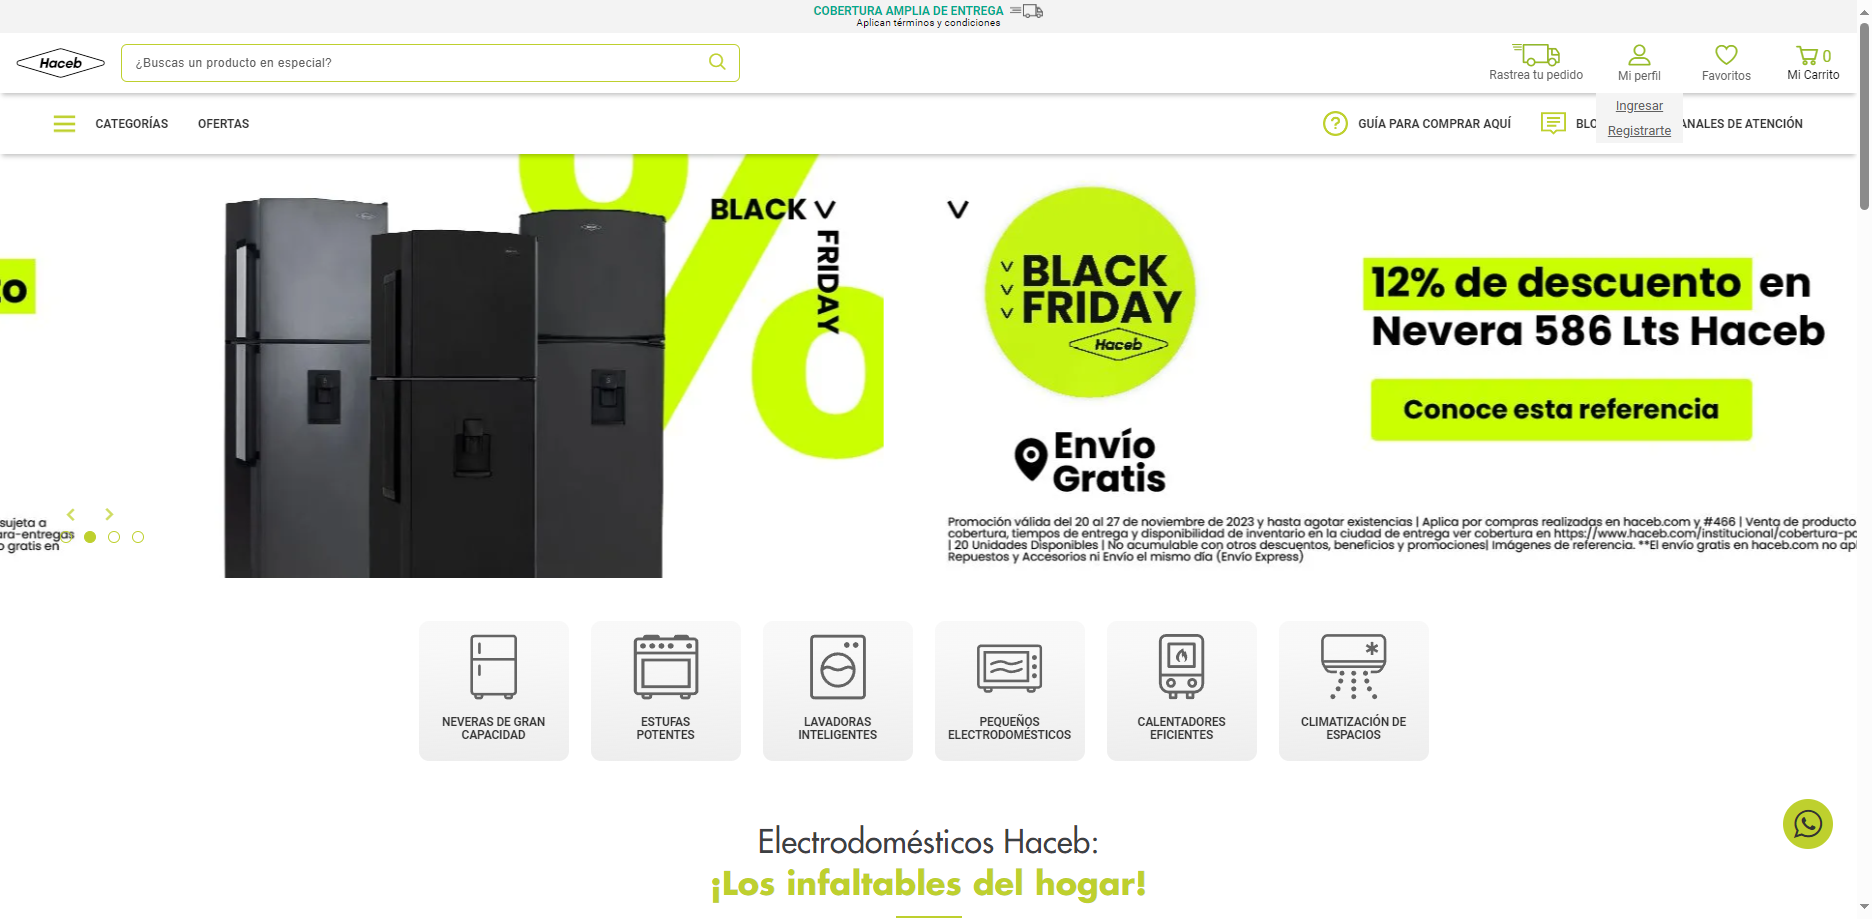 COBERTURA AMPLIA DE ENTREGA
Aplican términos y condiciones
Haceb
¿Buscas un producto en especial?
Rastrea tu pedido
Mi perfil
Favoritos
0
Mi Carrito
Ingresar
Registrarte
CATEGORÍAS
OFERTAS
GUÍA PARA COMPRAR AQUÍ
BLO
ANALES DE ATENCIÓN
to
sujeta a
ara-entregas
o gratis en
BLACK
FRIDAY
BLACK
FRIDAY
Haceb
Envío
Gratis
12% de descuento en
Nevera 586 Lts Haceb
Conoce esta referencia
Promoción válida del 20 al 27 de noviembre de 2023 y hasta agotar existencias | Aplica por compras realizadas en haceb.com y #466 | Venta de producto
cobertura, tiempos de entrega y disponibilidad de inventario en la ciudad de entrega ver cobertura en https://www.haceb.com/institucional/cobertura-pa
| 20 Unidades Disponibles | No acumulable con otros descuentos, beneficios y promociones| Imágenes de referencia. **El envío gratis en haceb.com no apl
Repuestos y Accesorios ni Envío el mismo día (Envío Express)
NEVERAS DE GRAN
CAPACIDAD
ESTUFAS
POTENTES
LAVADORAS
INTELIGENTES
PEQUEÑOS
ELECTRODOMÉSTICOS
CALENTADORES
EFICIENTES
CLIMATIZACIÓN DE
ESPACIOS
Electrodomésticos Haceb:
¡Los infaltables del hogar!